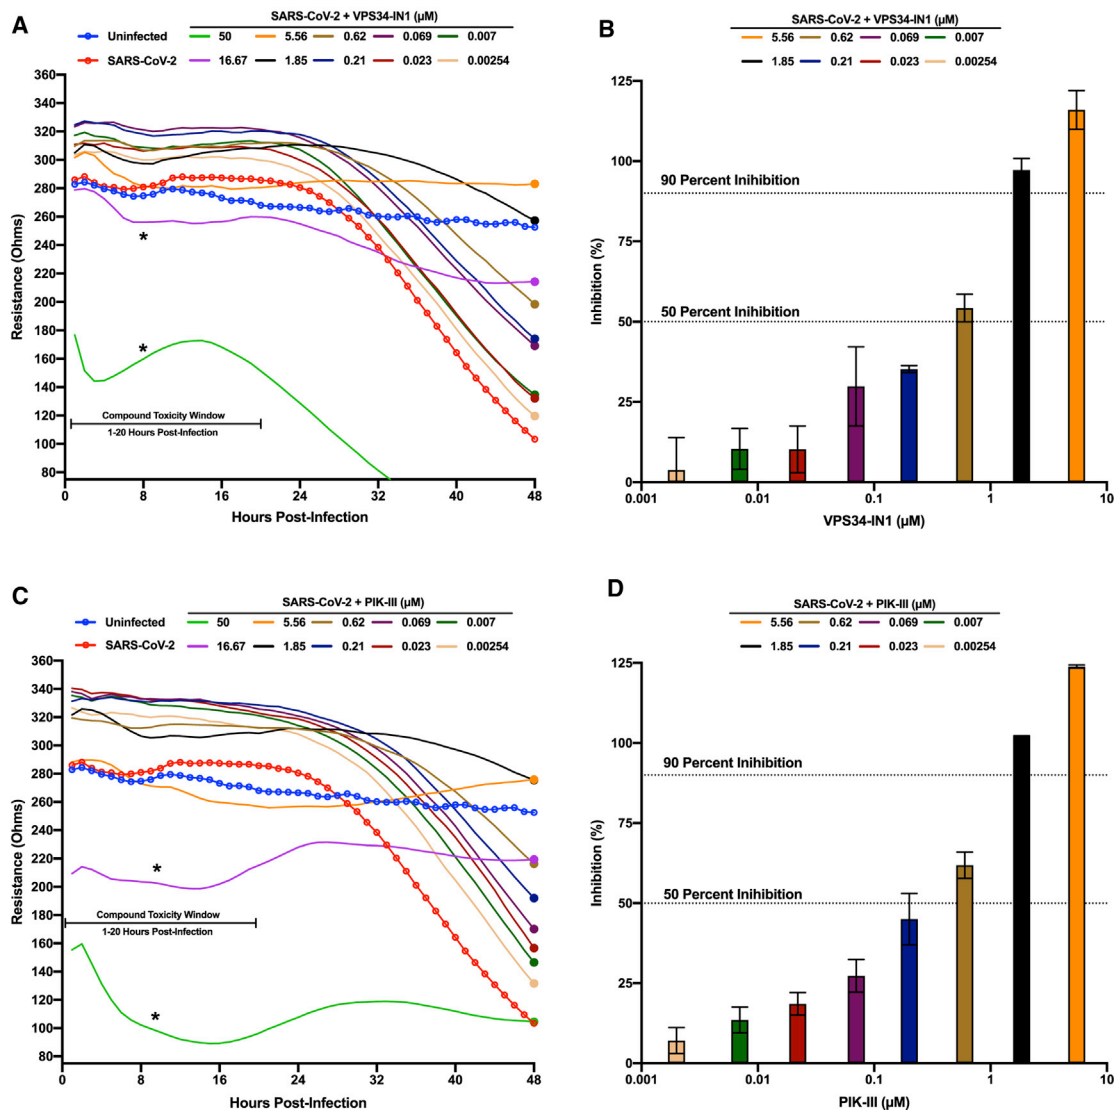 A
SARS-CoV-2 + VPS34-IN1 (µM)
Uninfected 50 5.56 0.62 0.069 0.007
SARS-CoV-2 16.67 1.85 0.21 0.023 0.00254
360
340
320
300
280
260
240
220
200
180
160
140
120
100
80
Resistance (Ohms)
*
*
Compound Toxicity Window
1-20 Hours Post-Infection
0 8 16 24 32 40 48
Hours Post-Infection
B
SARS-CoV-2 + VPS34-IN1 (µM)
5.56 0.62 0.069 0.007
1.85 0.21 0.023 0.00254
125
100
75
50
25
0
Inhibition (%)
90 Percent Inihibition
50 Percent Inihibition
0.001 0.01 0.1 1 10
VPS34-IN1 (µM)
C
SARS-CoV-2 + PIK-III (µM)
Uninfected 50 5.56 0.62 0.069 0.007
SARS-CoV-2 16.67 1.85 0.21 0.023 0.00254
360
340
320
300
280
260
240
220
200
180
160
140
120
100
80
Resistance (Ohms)
*
Compound Toxicity Window
1-20 Hours Post-Infection
*
0 8 16 24 32 40 48
Hours Post-Infection
D
SARS-CoV-2 + PIK-III (µM)
5.56 0.62 0.069 0.007
1.85 0.21 0.023 0.00254
125
100
75
50
25
0
Inhibition (%)
90 Percent Inihibition
50 Percent Inihibition
0.001 0.01 0.1 1 10
PIK-III (µM)